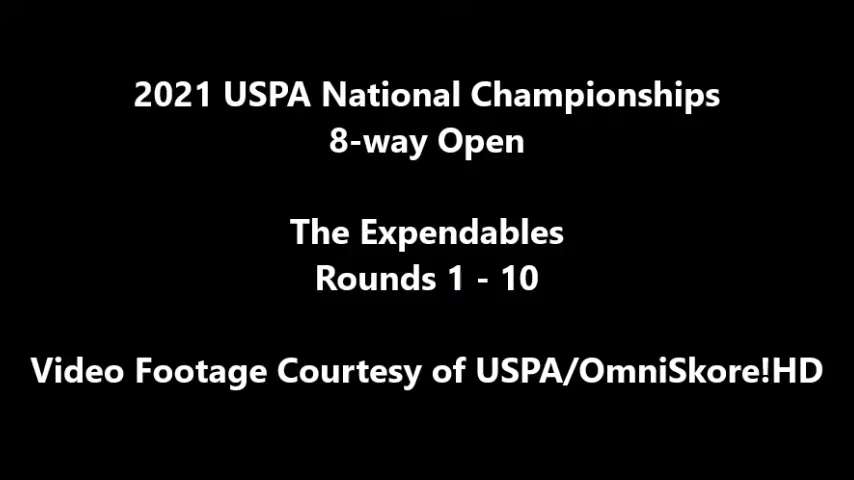 2021 USPA National Championships
8-way Open
The Expendables
Rounds 1 - 10
Video Footage Courtesy of USPA/OmniSkore!HD